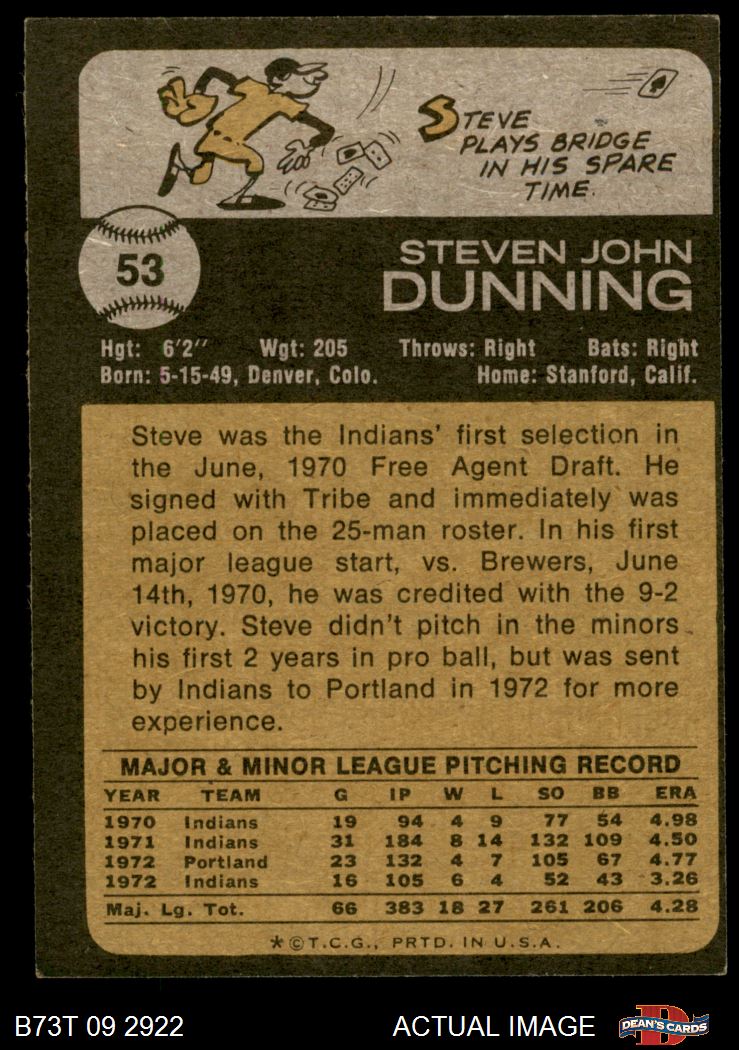 STEVE
PLAYS BRIDGE
IN HIS SPARE
TIME.
53
STEVEN JOHN
DUNNING
Hgt: 6'2" Wgt: 205 Throws: Right Bats: Right
Born: 5-15-49, Denver, Colo. Home: Stanford, Calif.
Steve was the Indians' first selection in
the June, 1970 Free Agent Draft. He
signed with Tribe and immediately was
placed on the 25-man roster. In his first
major league start, vs. Brewers, June
14th, 1970, he was credited with the 9-2
victory. Steve didn't pitch in the minors
his first 2 years in pro ball, but was sent
by Indians to Portland in 1972 for more
experience.
MAJOR & MINOR LEAGUE PITCHING RECORD
YEAR TEAM G IP W L SO BB ERA
1970 Indians 19 94 4 9 77 54 4.98
1971 Indians 31 184 8 14 132 109 4.50
1972 Portland 23 132 4 7 105 67 4.77
1972 Indians 16 105 6 4 52 43 3.26
Maj. Lg. Tot. 66 383 18 27 261 206 4.28
*©T.C.G., PRTD. IN U.S.A.
B73T 09 2922 ACTUAL IMAGE D DEAN'S CARDS